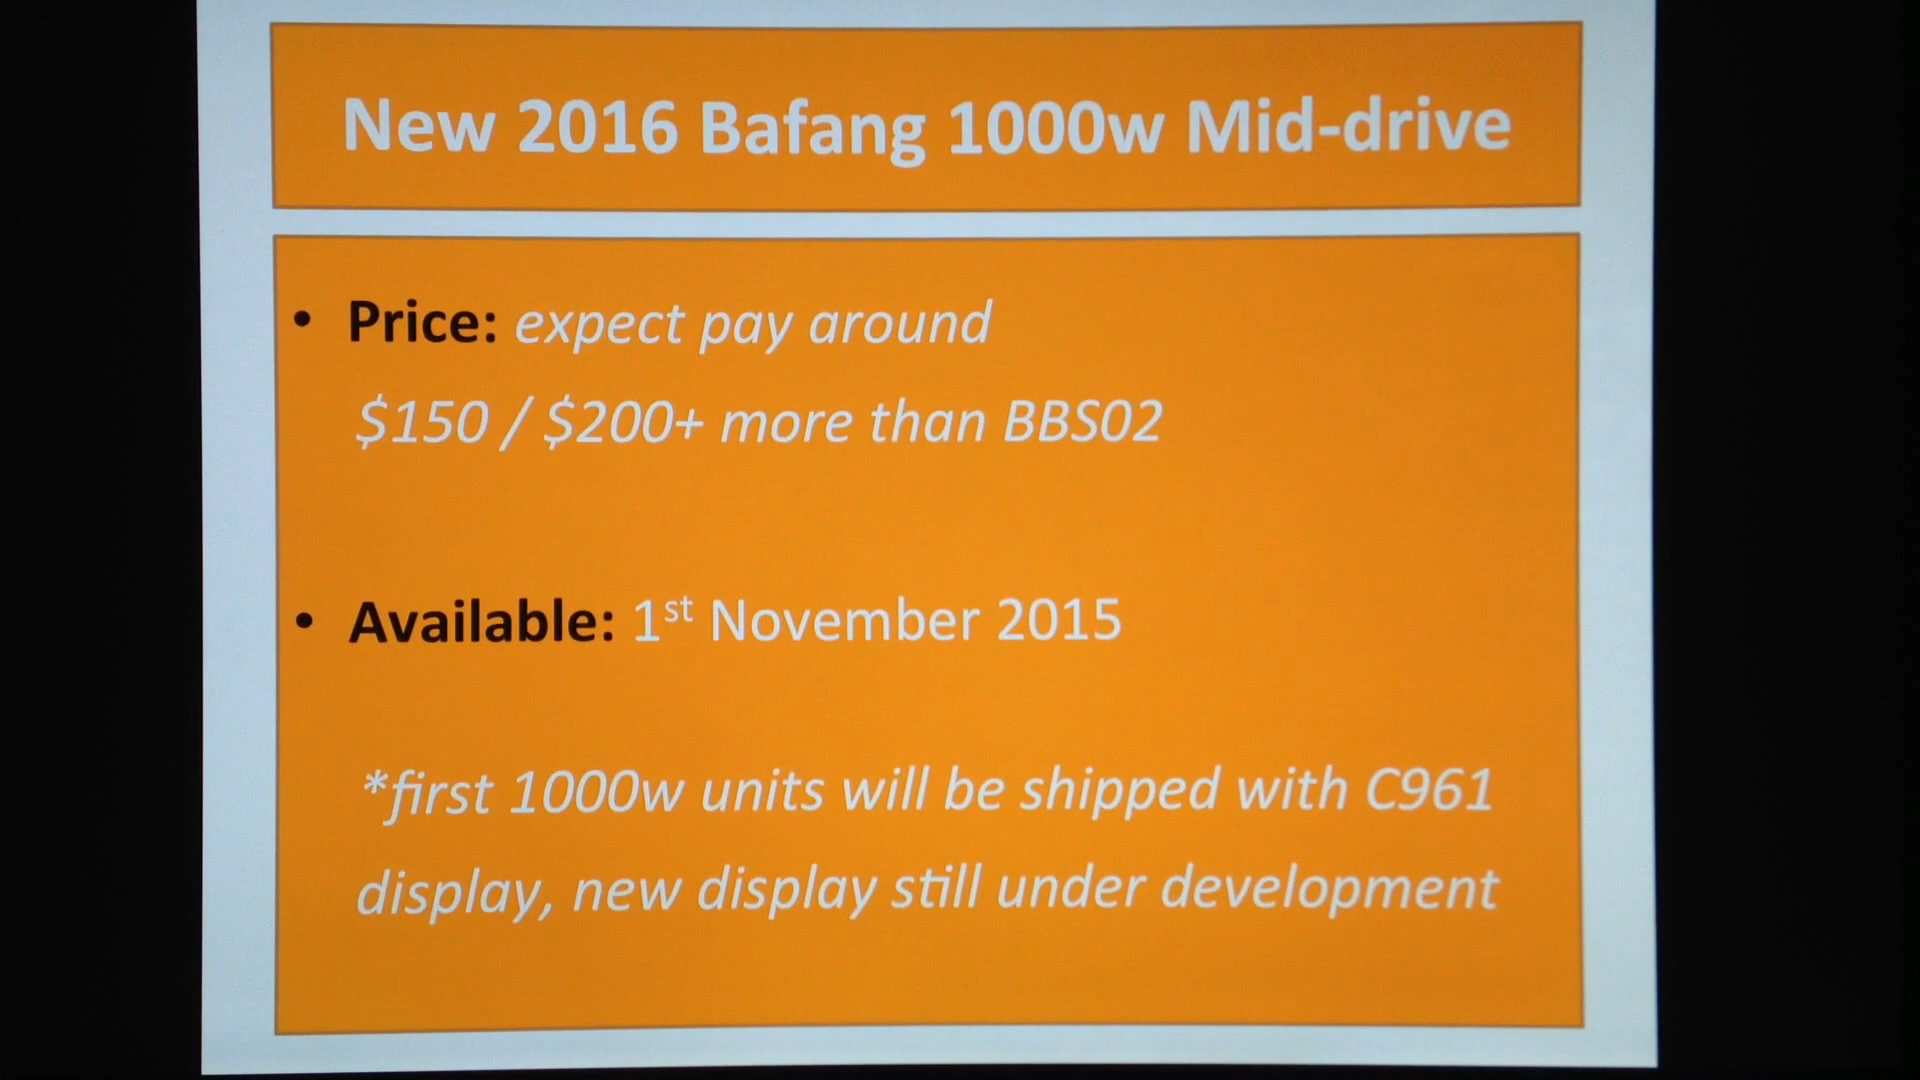 New 2016 Bafang 1000w Mid-drive
• Price: expect pay around
$150 / $200+ more than BBS02
• Available: 1st November 2015
*first 1000w units will be shipped with C961
display, new display still under development